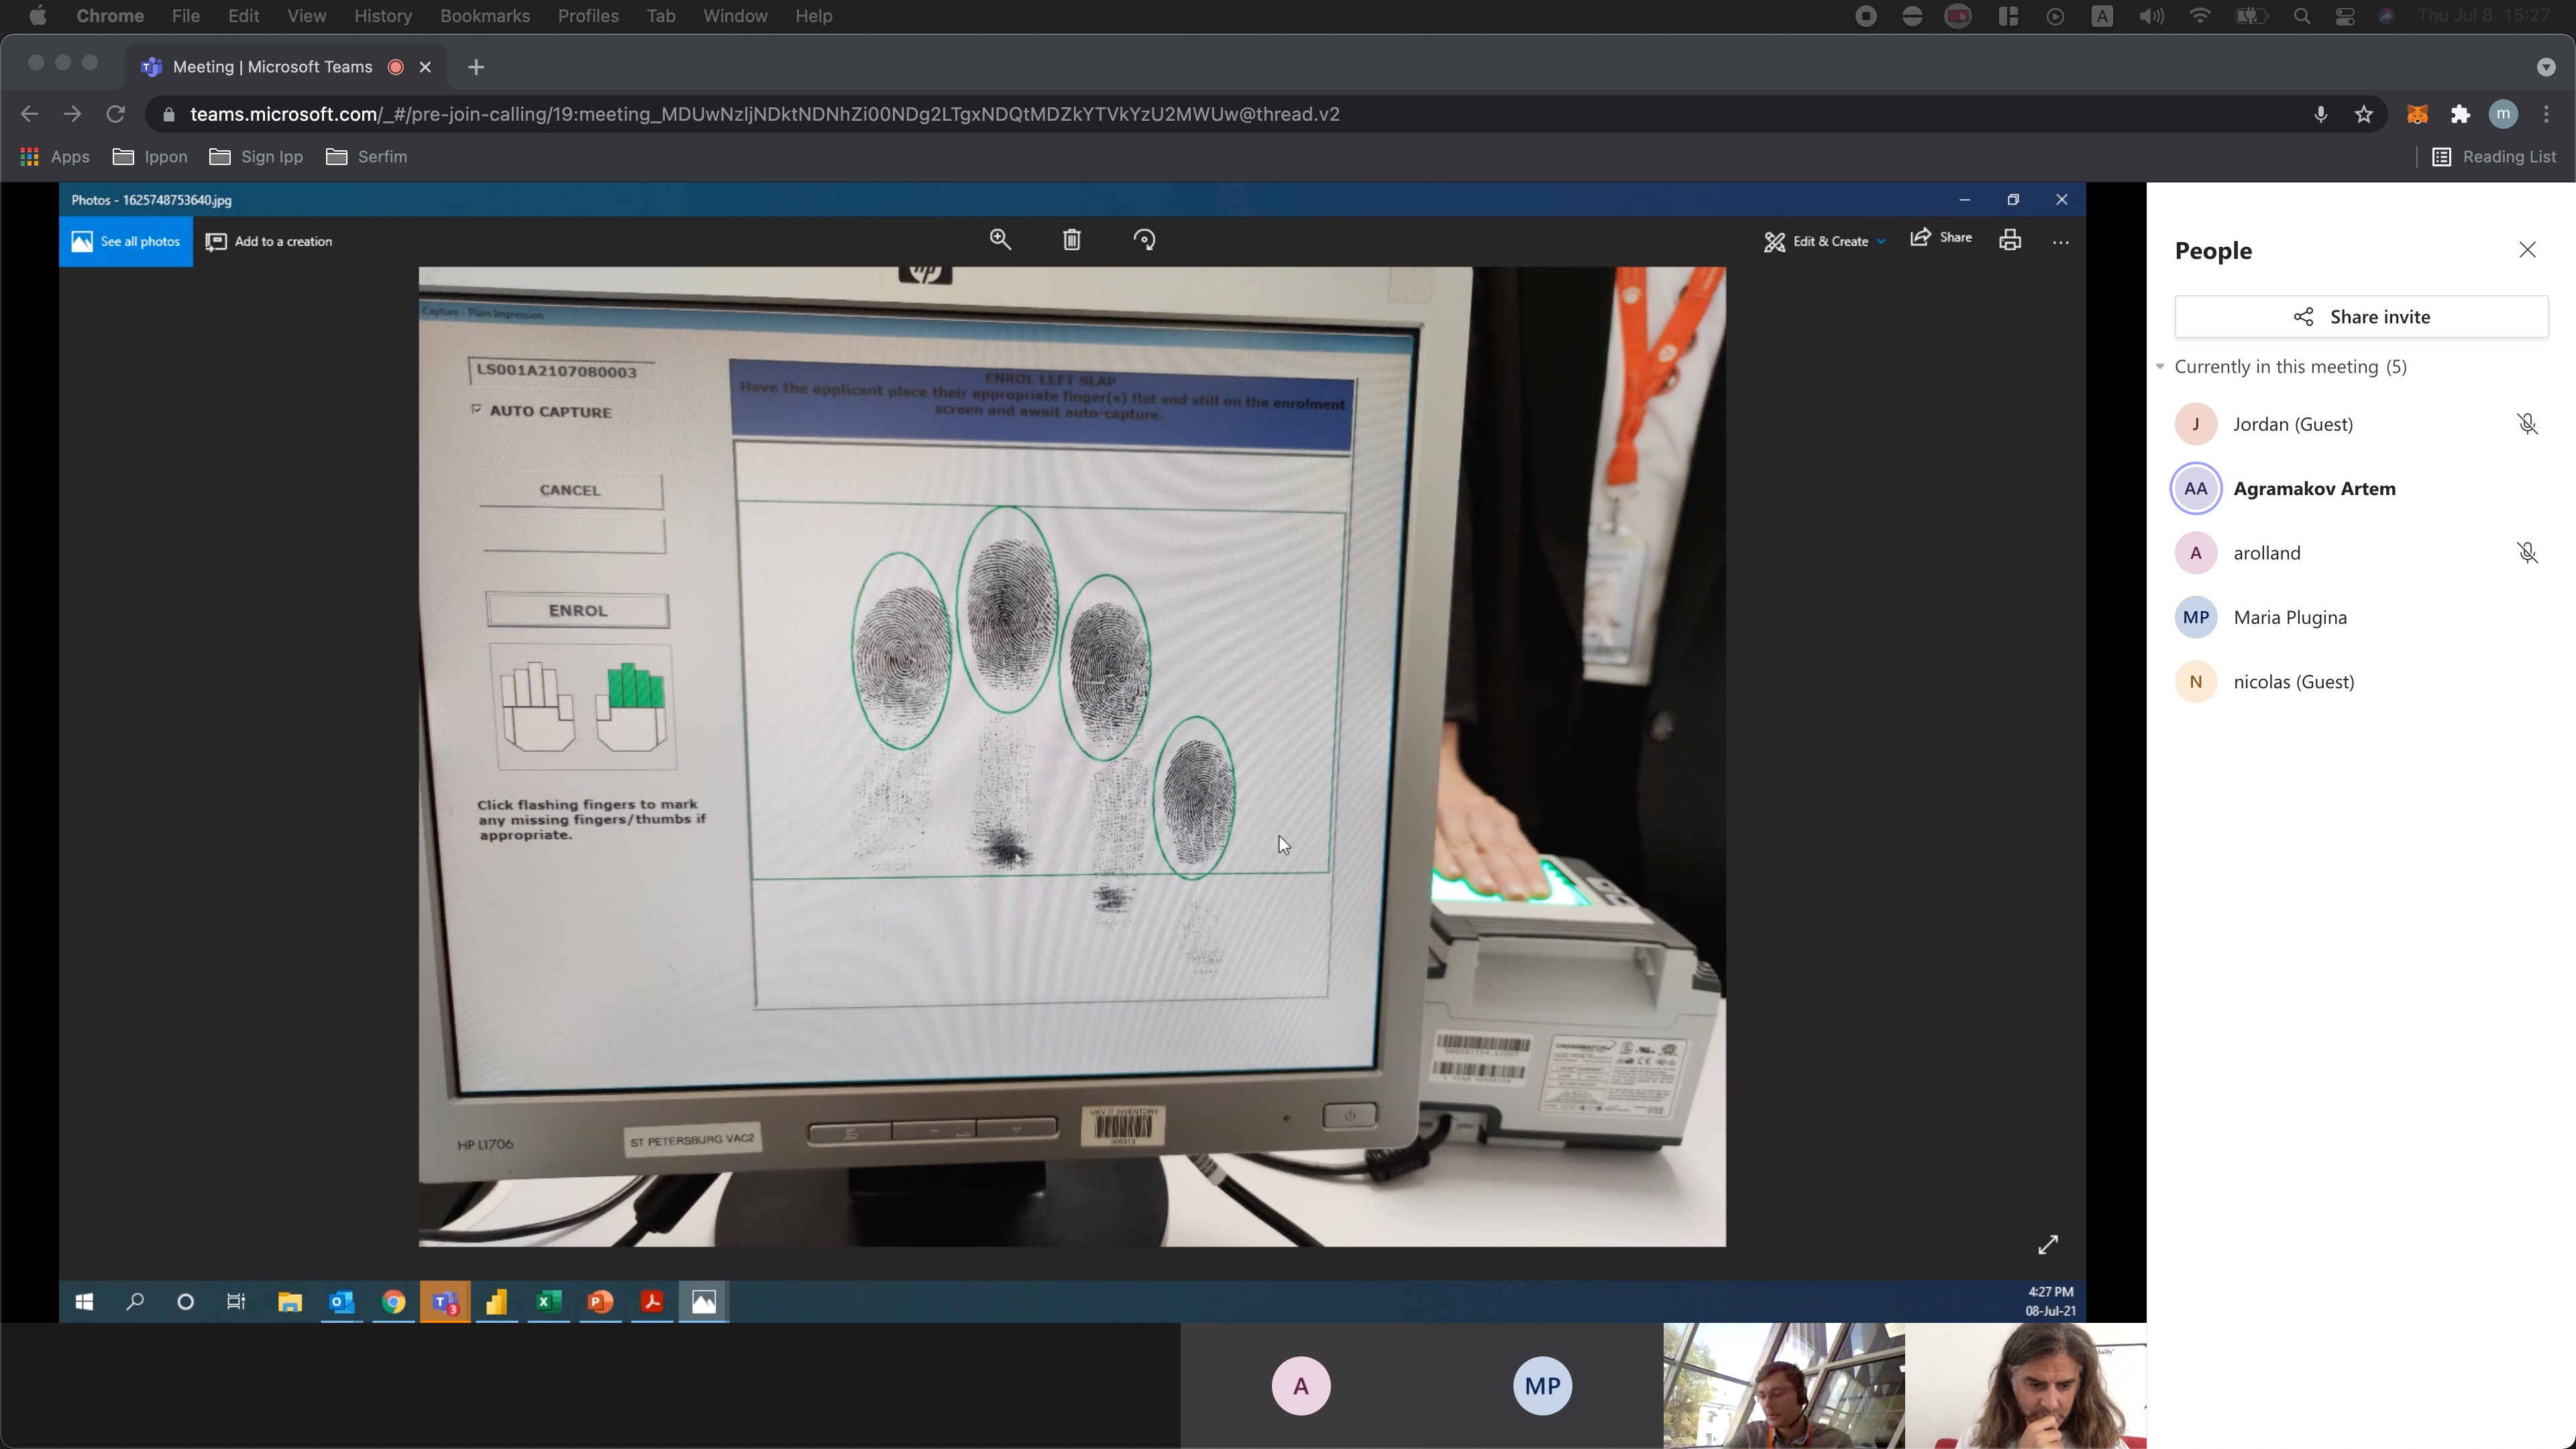 Chrome File Edit View History Bookmarks Profiles Tab Window Help
A
Thu Jul 8 15:27
Meeting | Microsoft Teams
teams.microsoft.com/_#/pre-join-calling/19:meeting_MDUwNzljNDktNDNhZi00NDg2LTgxNDQtMDZkYTVkYzU2MWUw@thread.v2
m
Apps Ippon Sign Ipp Serfim
Reading List
Photos - 1625748753640.jpg
See all photos
Add to a creation
Edit & Create
Share
hp
Capture - Plain Impression
LS001A2107080003
AUTO CAPTURE
CANCEL
ENROL
Click flashing fingers to mark
any missing fingers/thumbs if
appropriate.
ENROL LEFT SLAP
Have the applicant place their appropriate finger(s) flat and still on the enrolment
screen and await auto-capture.
HP L1706
ST PETERSBURG VAC2
UKV IT INVENTORY
005313
CROSSMATCH
4:27 PM
08-Jul-21
3
People
Share invite
Currently in this meeting (5)
J
Jordan (Guest)
AA
Agramakov Artem
A
arolland
MP
Maria Plugina
N
nicolas (Guest)
A
MP